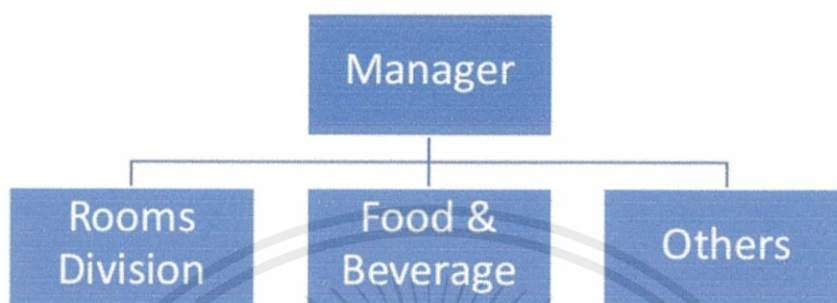 Manager
Rooms
Division
Food &
Beverage
Others